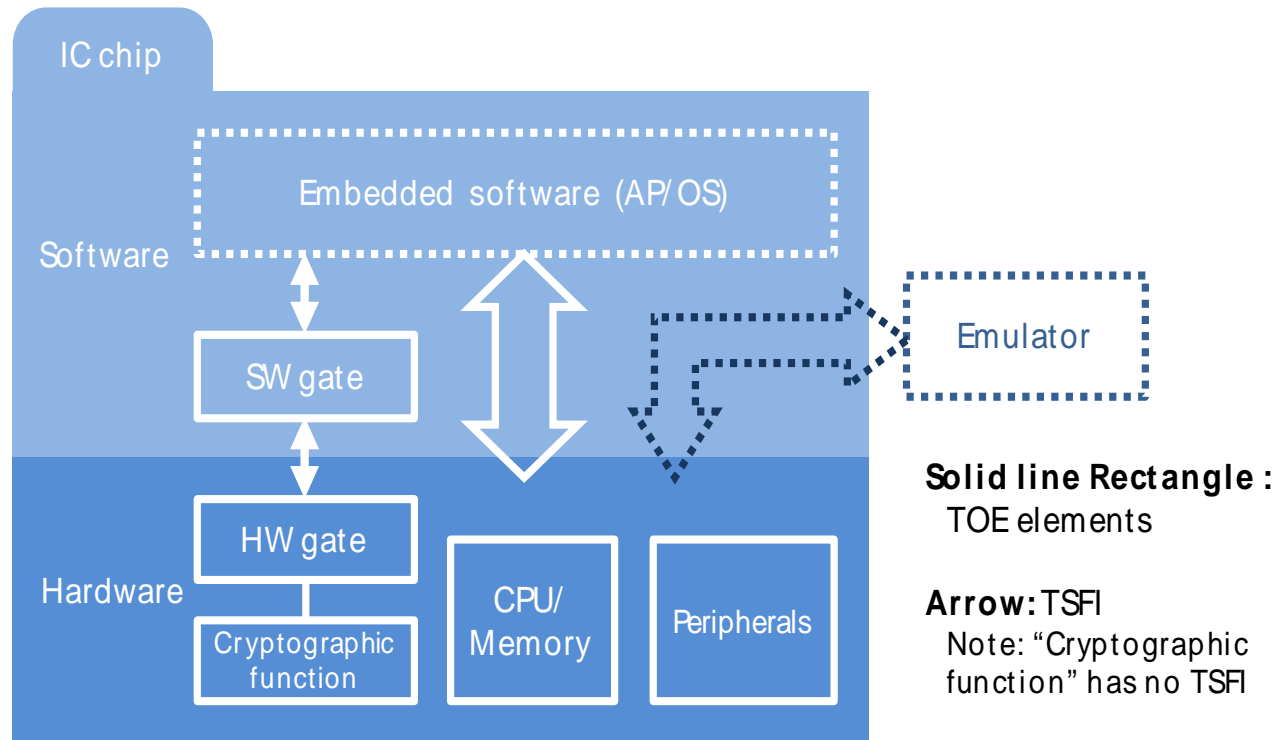 IC chip
Embedded software (AP/OS)
Software
SW gate
Emulator
HW gate
Hardware
Cryptographic
function
CPU/
Memory
Peripherals
Solid line Rectangle :
TOE elements
Arrow: TSFI
Note: “Cryptographic
function” has no TSFI